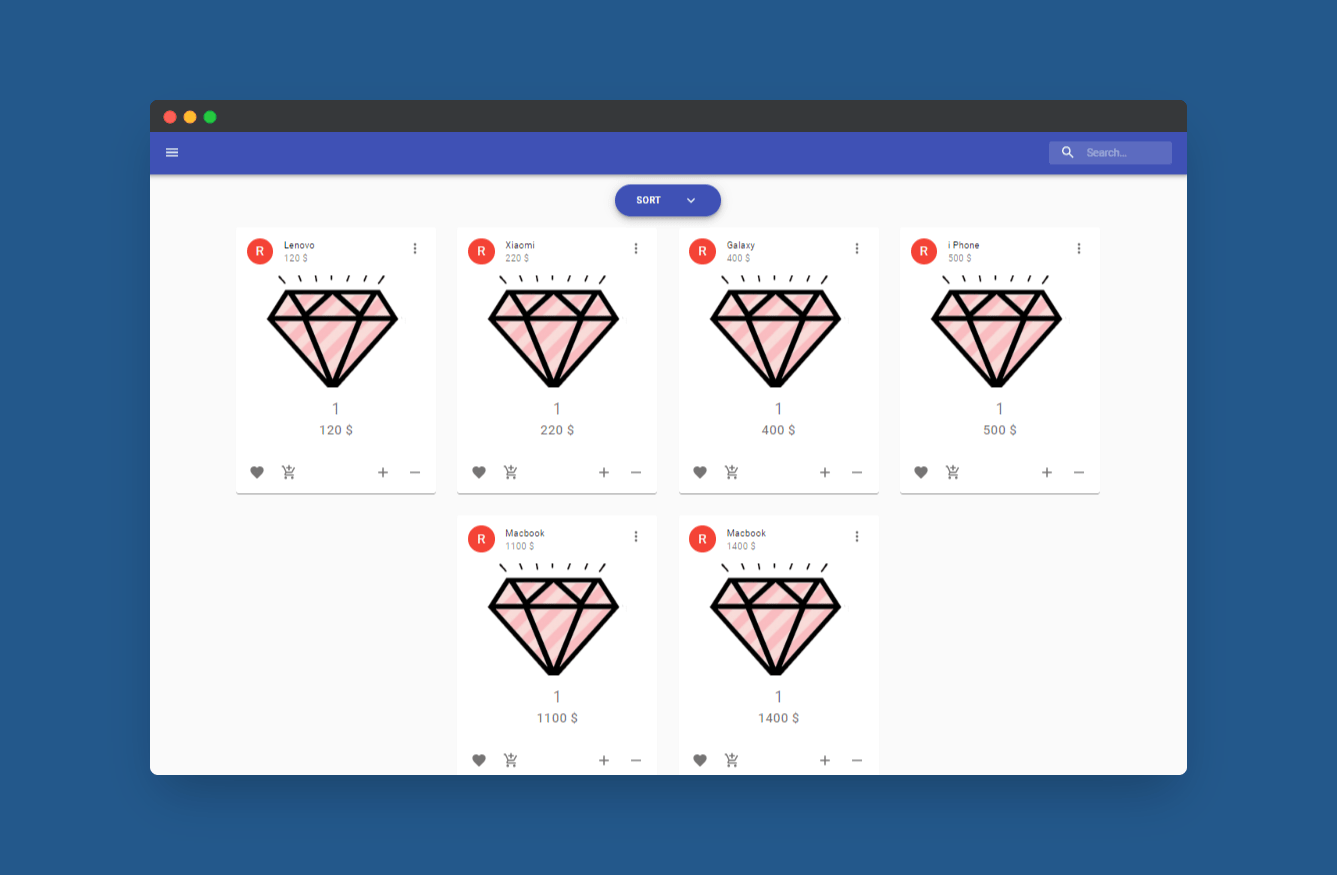 Search...
SORT
R Lenovo
120 $
1
120 $
R Xiaomi
220 $
1
220 $
R Galaxy
400 $
1
400 $
R i Phone
500 $
1
500 $
R Macbook
1100 $
1
1100 $
R Macbook
1400 $
1
1400 $